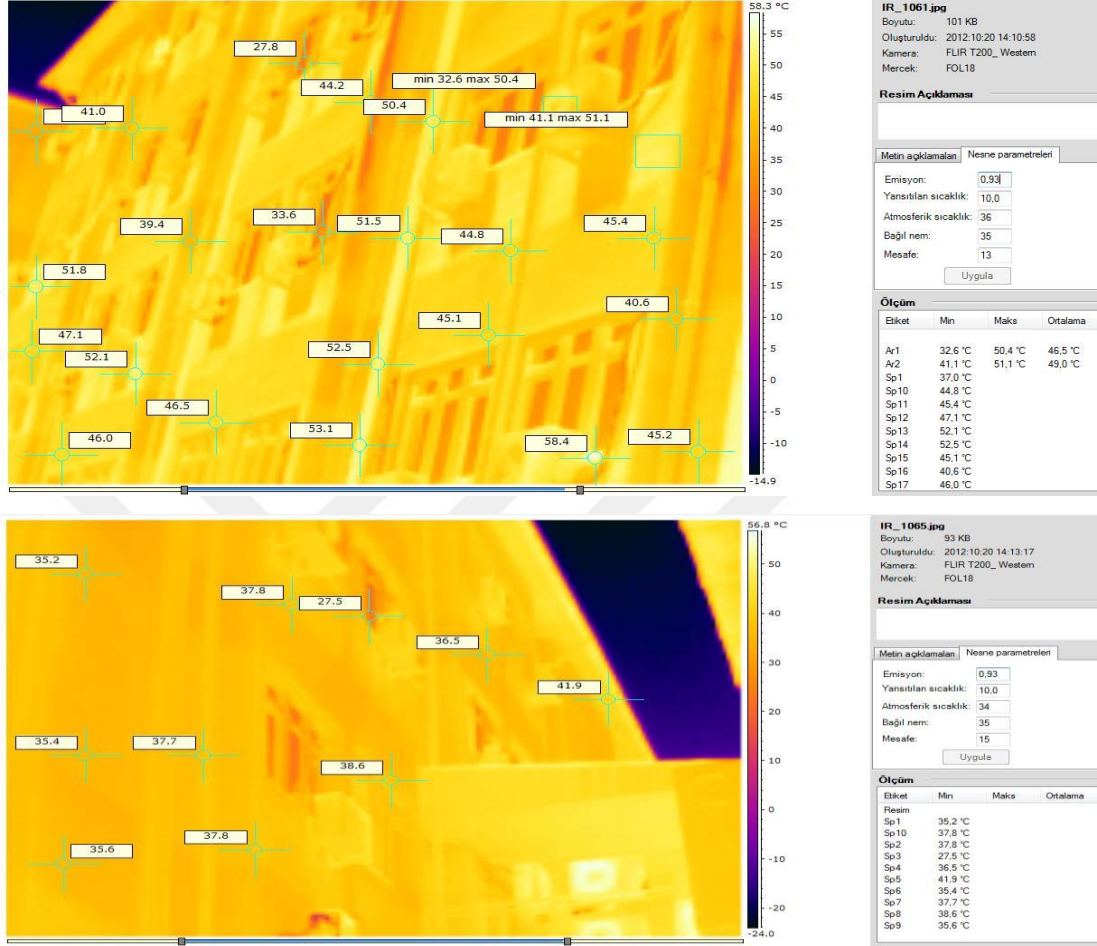 58.3 °C
27.8
44.2
min 32.6 max 50.4
50.4
min 41.1 max 51.1
41.0
39.4
33.6
51.5
44.8
45.4
51.8
40.6
45.1
47.1
52.5
52.1
46.5
53.1
46.0
58.4
45.2
55
50
45
40
35
30
25
20
15
10
5
0
-5
-10
-14.9
IR_1061.jpg
Boyutu: 101 KB
Oluşturuldu: 2012:10:20 14:10:58
Kamera: FLIR T200_ Western
Mercek: FOL18
Resim Açıklaması
Metin açıklamaları Nesne parametreleri
Emisyon: 0,93
Yansıtılan sıcaklık: 10,0
Atmosferik sıcaklık: 36
Bağıl nem: 35
Mesafe: 13
Uygula
Ölçüm
Etiket Min Maks Ortalama
Ar1 32,6 °C 50,4 °C 46,5 °C
Ar2 41,1 °C 51,1 °C 49,0 °C
Sp1 37,0 °C
Sp10 44,8 °C
Sp11 45,4 °C
Sp12 47,1 °C
Sp13 52,1 °C
Sp14 52,5 °C
Sp15 45,1 °C
Sp16 40,6 °C
Sp17 46,0 °C
56.8 °C
35.2
37.8
27.5
36.5
41.9
35.4
37.7
38.6
37.8
35.6
50
40
30
20
10
0
-10
-20
-24.0
IR_1065.jpg
Boyutu: 93 KB
Oluşturuldu: 2012:10:20 14:13:17
Kamera: FLIR T200_ Western
Mercek: FOL18
Resim Açıklaması
Metin açıklamaları Nesne parametreleri
Emisyon: 0,93
Yansıtılan sıcaklık: 10,0
Atmosferik sıcaklık: 34
Bağıl nem: 35
Mesafe: 15
Uygula
Ölçüm
Etiket Min Maks Ortalama
Resim
Sp1 35,2 °C
Sp10 37,8 °C
Sp2 37,8 °C
Sp3 27,5 °C
Sp4 36,5 °C
Sp5 41,9 °C
Sp6 35,4 °C
Sp7 37,7 °C
Sp8 38,6 °C
Sp9 35,6 °C